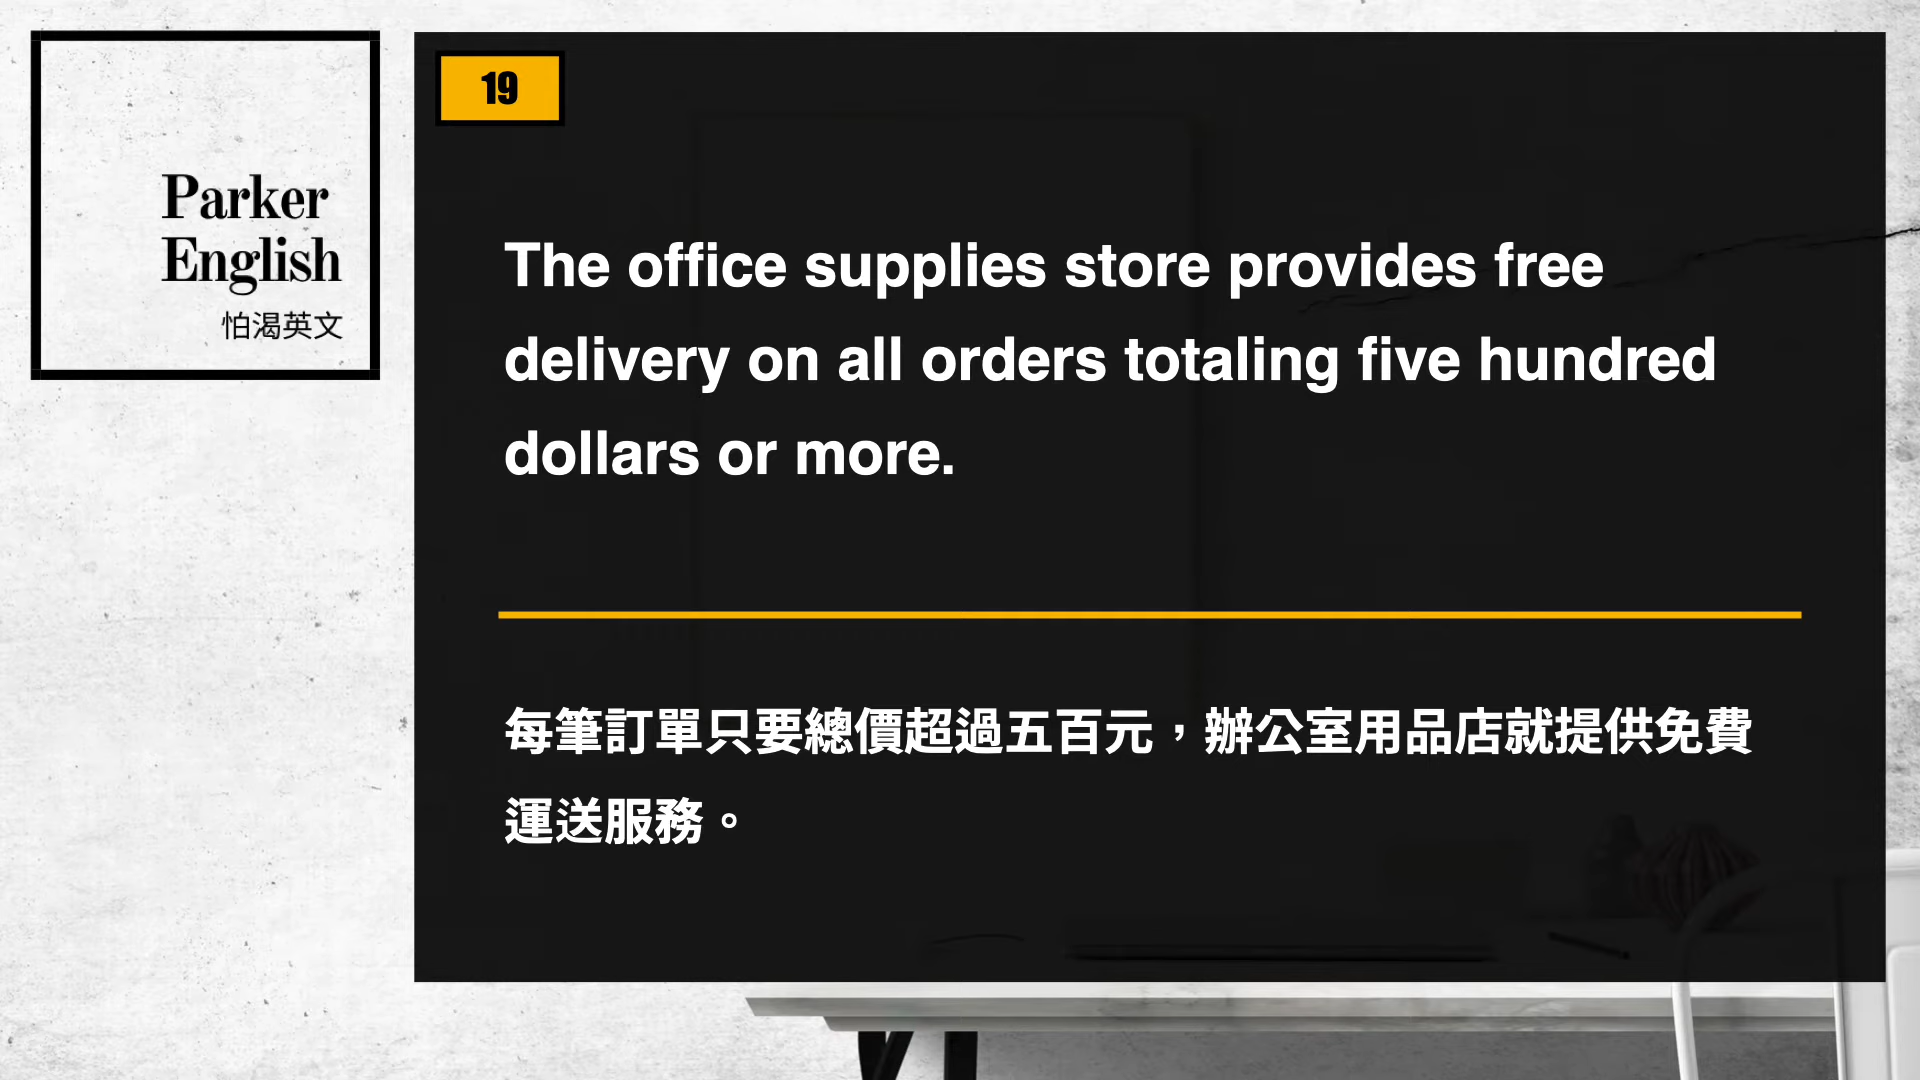 Parker
English
怕渴英文
19
The office supplies store provides free
delivery on all orders totaling five hundred
dollars or more.
每筆訂單只要總價超過五百元，辦公室用品店就提供免費
運送服務。